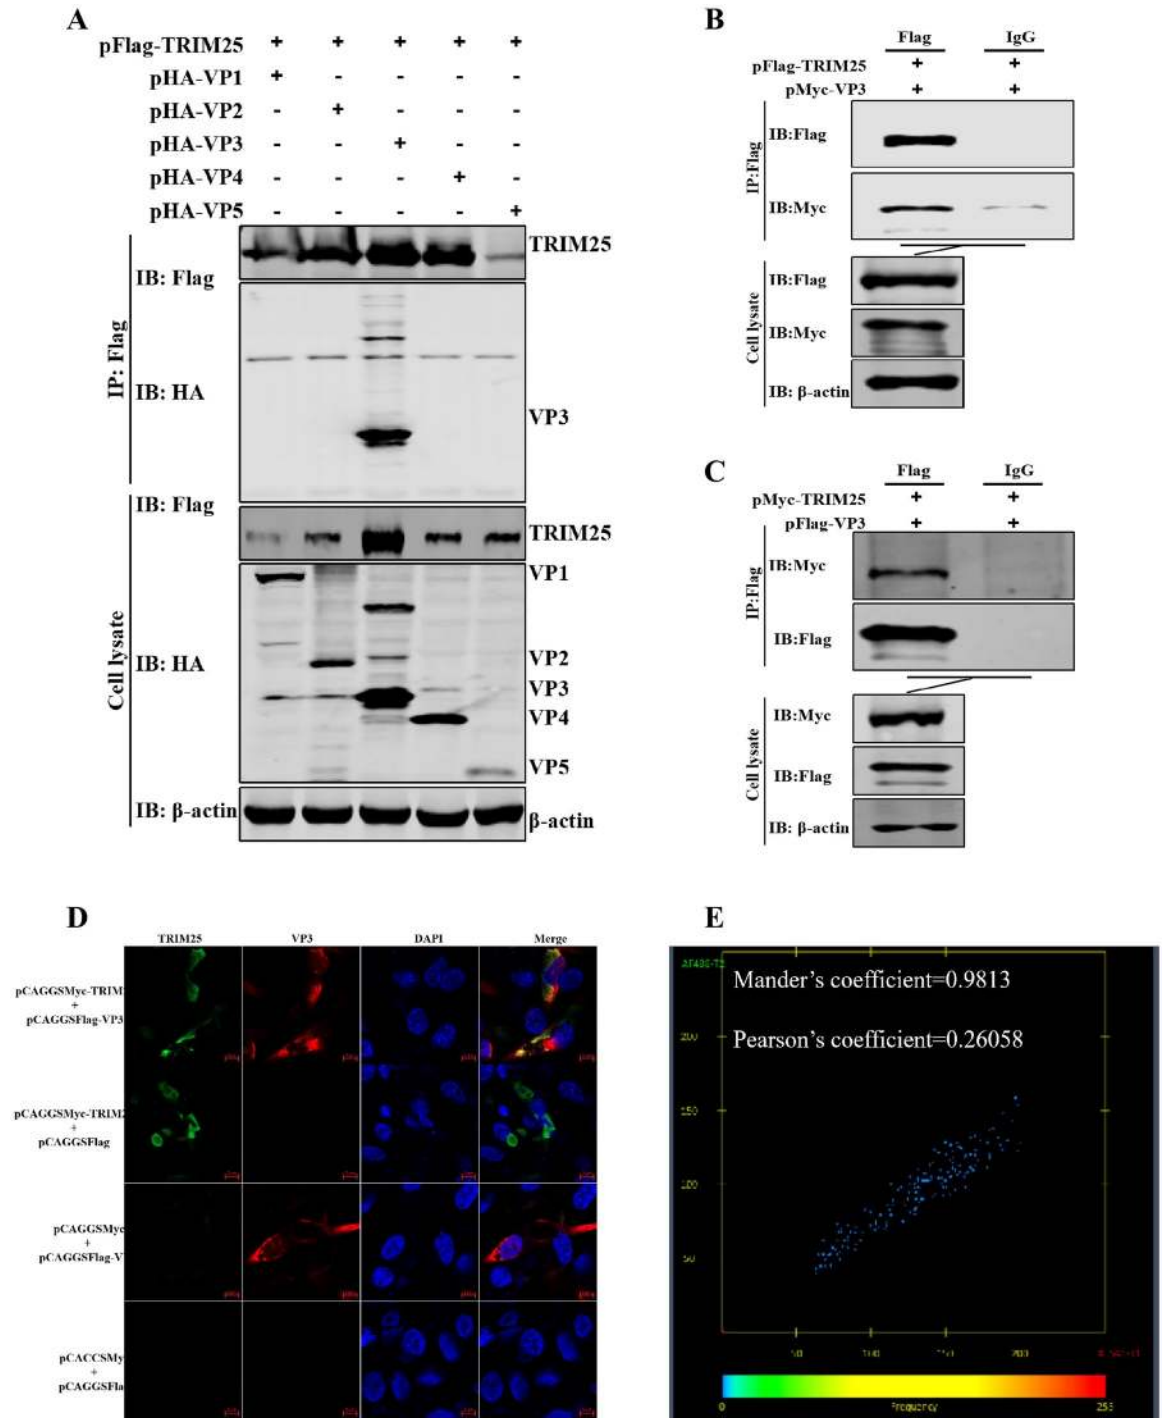 A
pFlag-TRIM25 + + + + +
pHA-VP1 + - - - -
pHA-VP2 - + - - -
pHA-VP3 - - + - -
pHA-VP4 - - - + -
pHA-VP5 - - - - +
IP: Flag
IB: Flag
TRIM25
IB: HA
VP3
Cell lysate
IB: Flag
TRIM25
VP1
IB: HA
VP2
VP3
VP4
VP5
IB: β-actin
β-actin
B
Flag IgG
pFlag-TRIM25 + +
pMyc-VP3 + +
IP:Flag
IB:Flag
IB:Myc
Cell lysate
IB:Flag
IB:Myc
IB: β-actin
C
Flag IgG
pMyc-TRIM25 + +
pFlag-VP3 + +
IP:Flag
IB:Myc
IB:Flag
Cell lysate
IB:Myc
IB:Flag
IB: β-actin
D
TRIM25 VP3 DAPI Merge
pCAGGSMyc-TRIM
+
pCAGGSFlag-VP3
pCAGGSMyc-TRIM2
+
pCAGGSFlag
pCAGGSMyc
+
pCAGGSFlag-V
pCACCSMy
+
pCAGGSFla
E
Mander's coefficient=0.9813
Pearson's coefficient=0.26058
200
150
100
50
50 100 150 200
0 Frequency 255